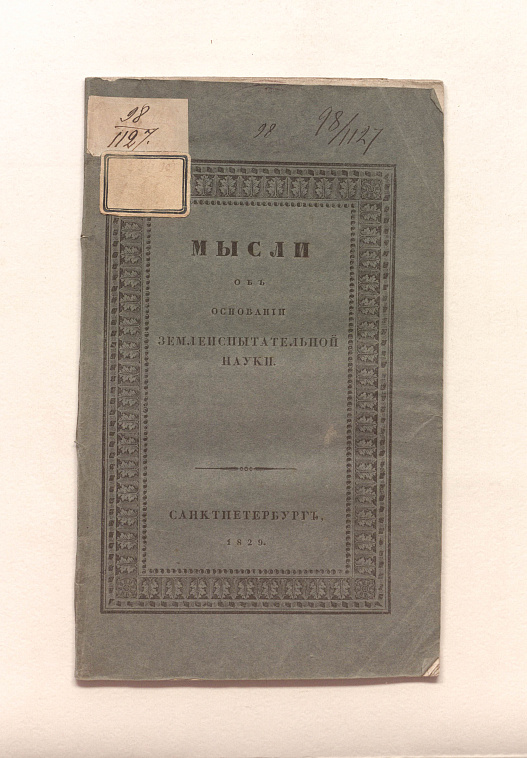 98
1127.
98
98/1127
МЫСЛИ
ОБЪ
ОСНОВАНІИ
ЗЕМЛЕИСПЫТАТЕЛЬНОЙ
НАУКИ.
САНКТПЕТЕРБУРГЪ.
1829.